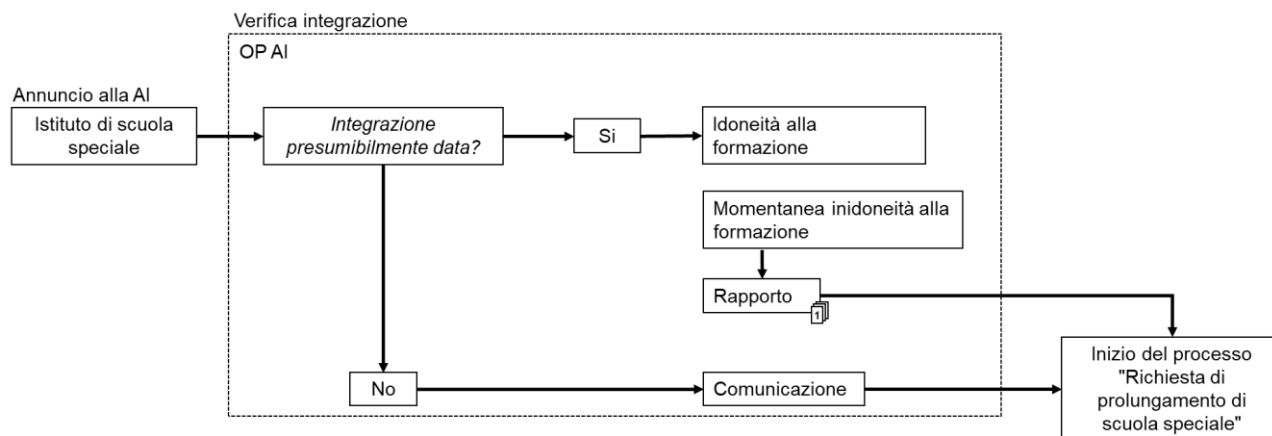 Verifica integrazione
OP AI
Annuncio alla AI
Istituto di scuola
speciale
Integrazione
presumibilmente data?
Si
Idoneità alla
formazione
Momentanea inidoneità alla
formazione
Rapporto
1
No
Comunicazione
Inizio del processo
"Richiesta di
prolungamento di
scuola speciale"